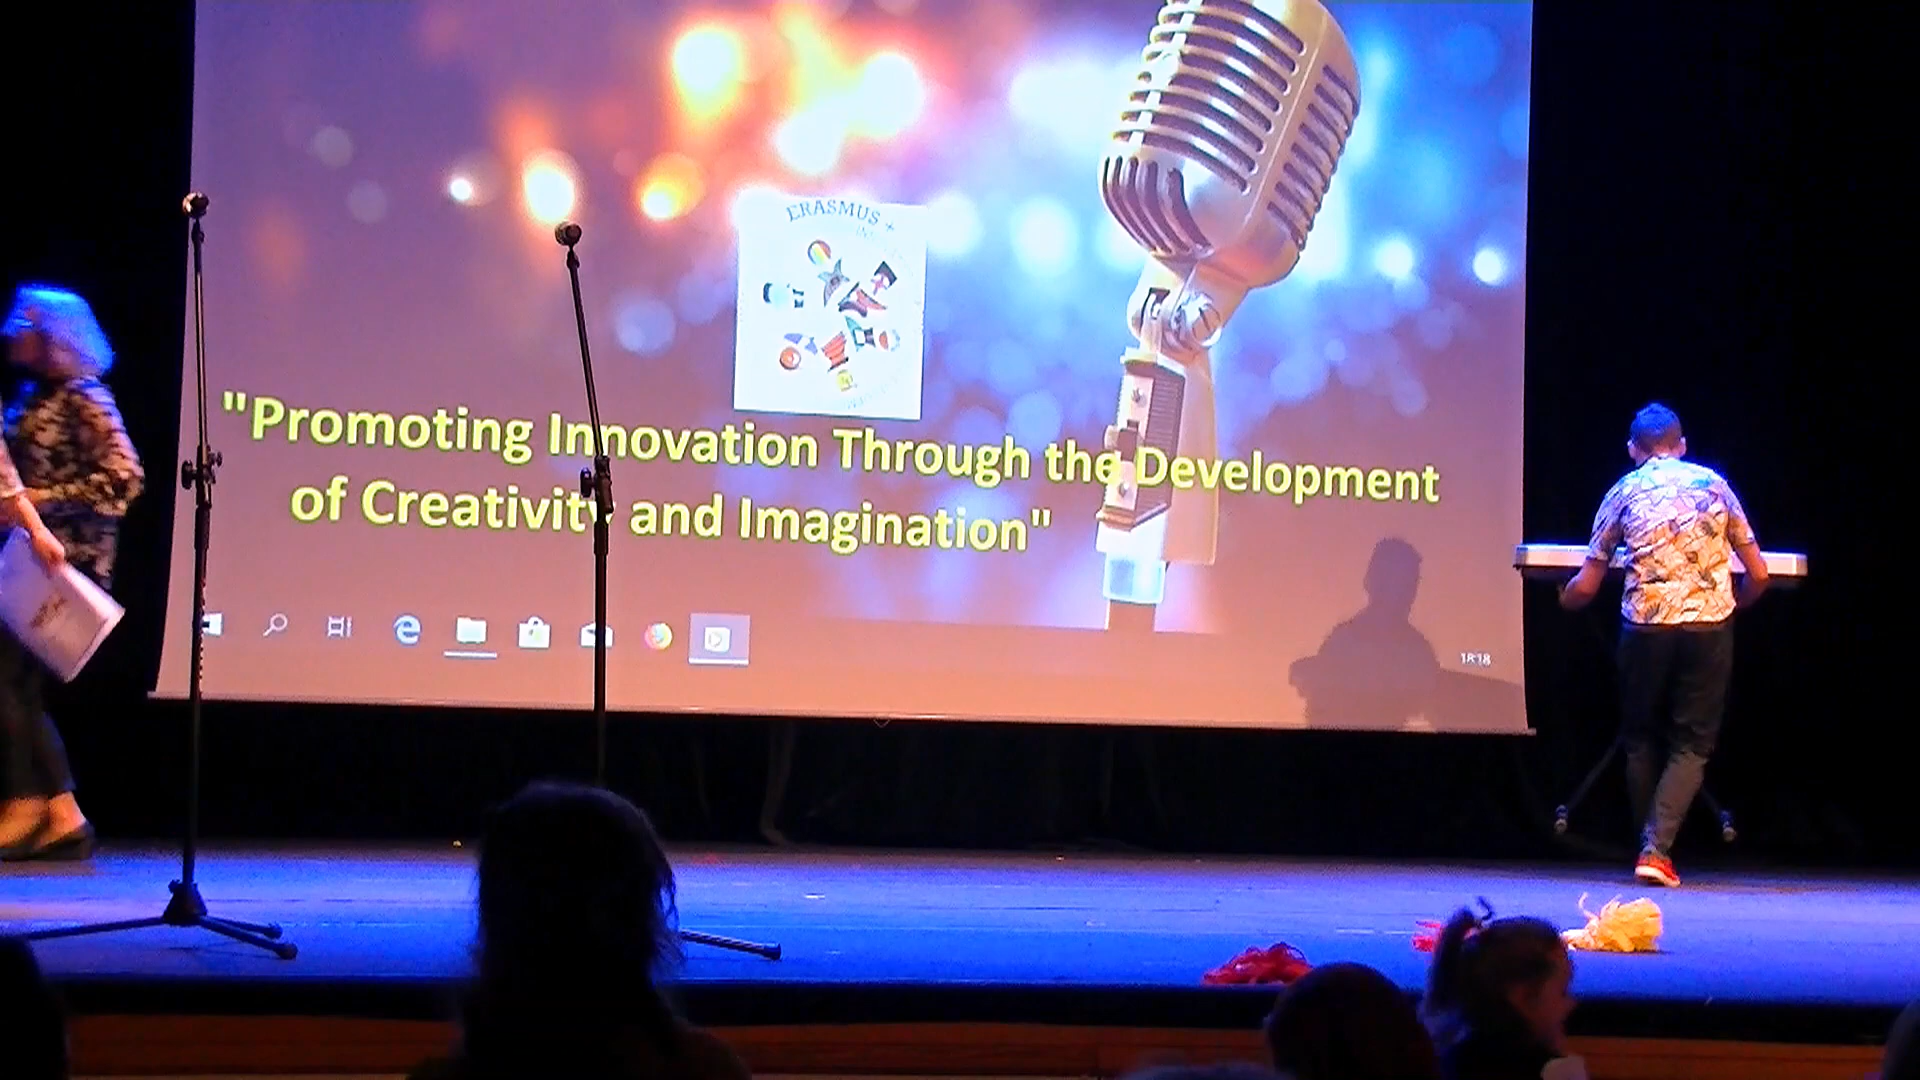 ERASMUS +
"Promoting Innovation Through the Development
of Creativity and Imagination"
18:18